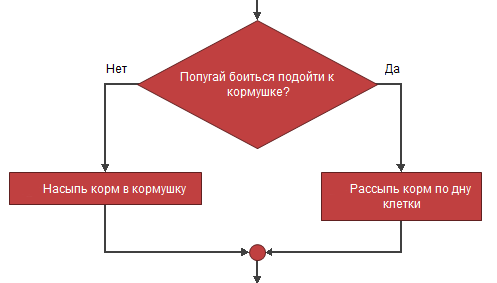 Нет
Попугай боиться подойти к
кормушке?
Да
Насыпь корм в кормушку
Рассыпь корм по дну
клетки